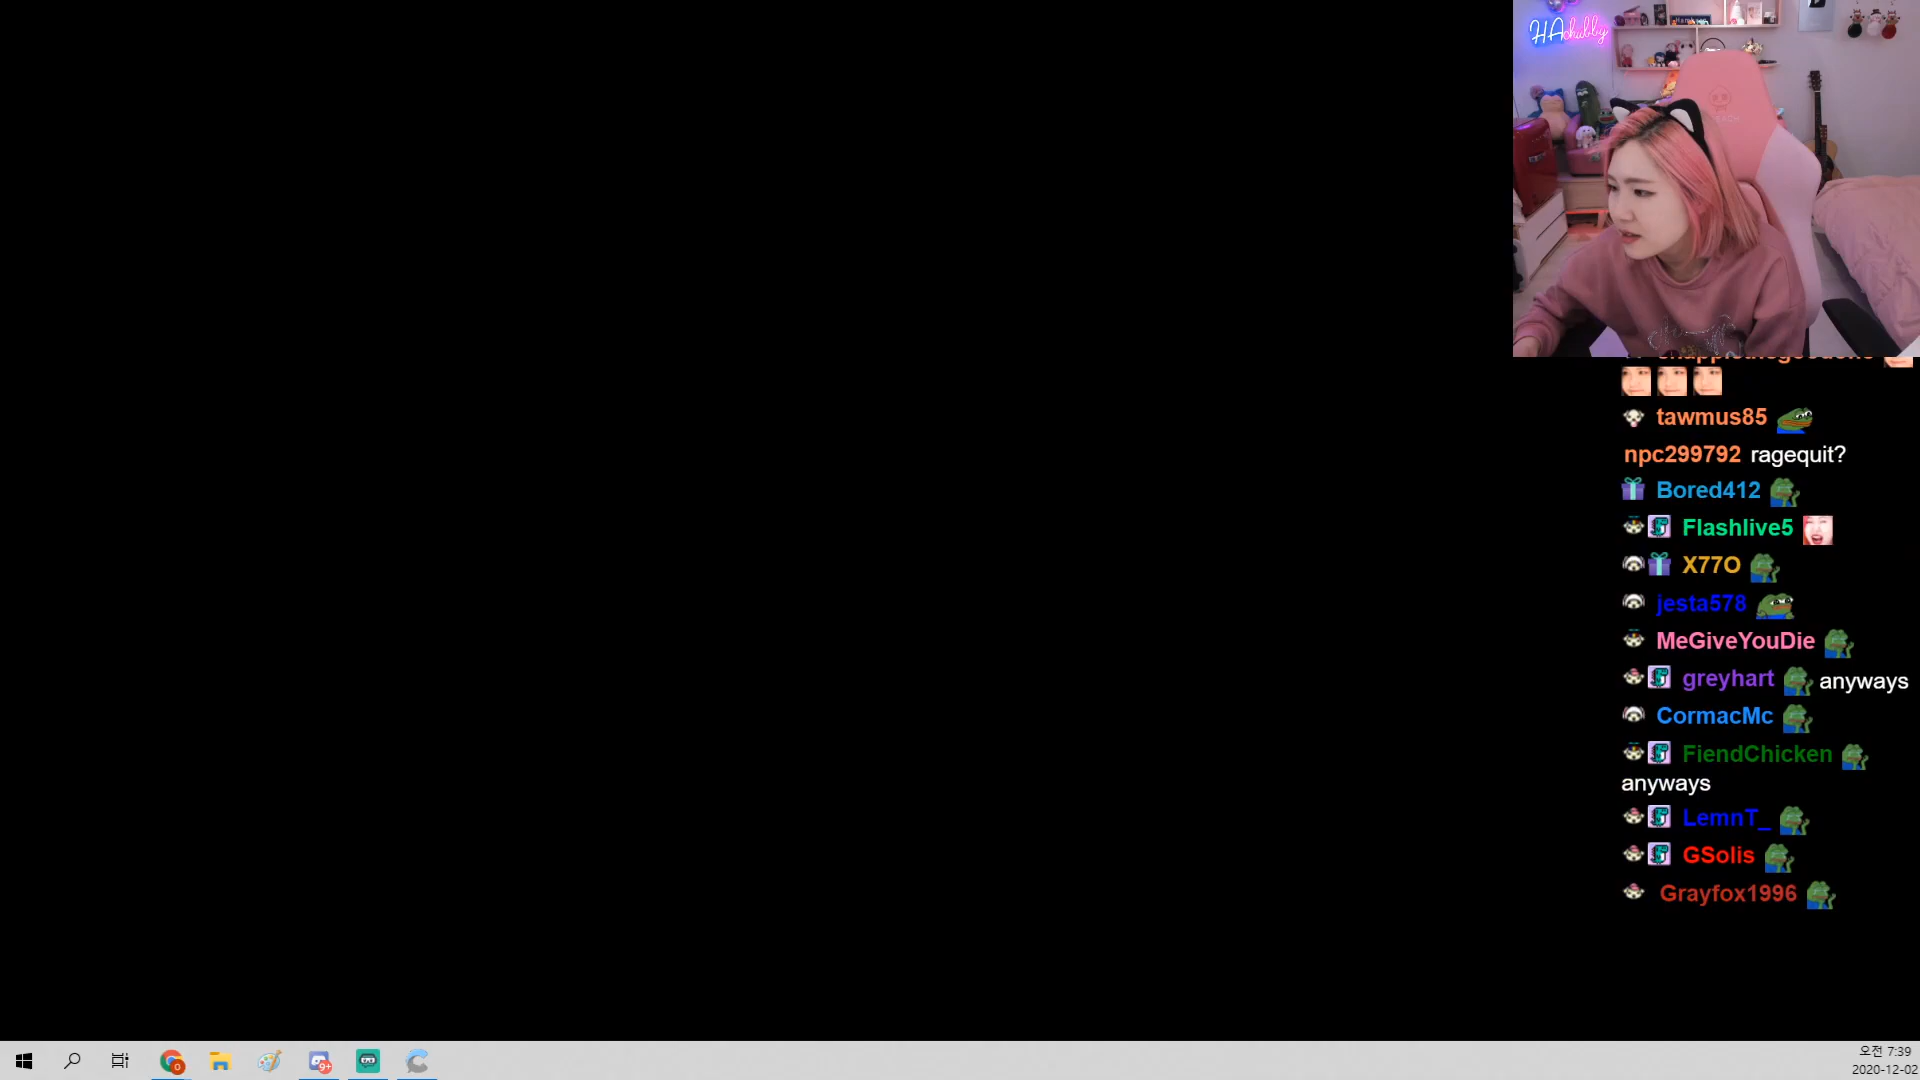 HAchubby
tawmus85
npc299792 ragequit?
Bored412
Flashlive5
X77O
jesta578
MeGiveYouDie
greyhart anyways
CormacMc
FiendChicken
anyways
LemnT_
GSolis
Grayfox1996
9+
오전 7:39
2020-12-02